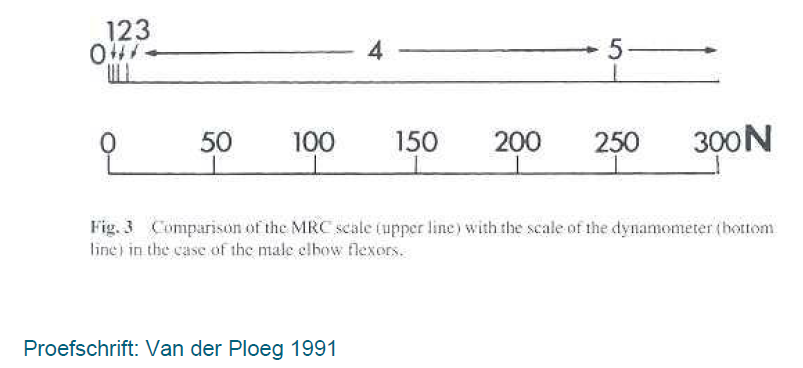 123
0 4 5
0 50 100 150 200 250 300 N
Fig. 3 Comparison of the MRC scale (upper line) with the scale of the dynamometer (bottom
line) in the case of the male elbow flexors.
Proefschrift: Van der Ploeg 1991